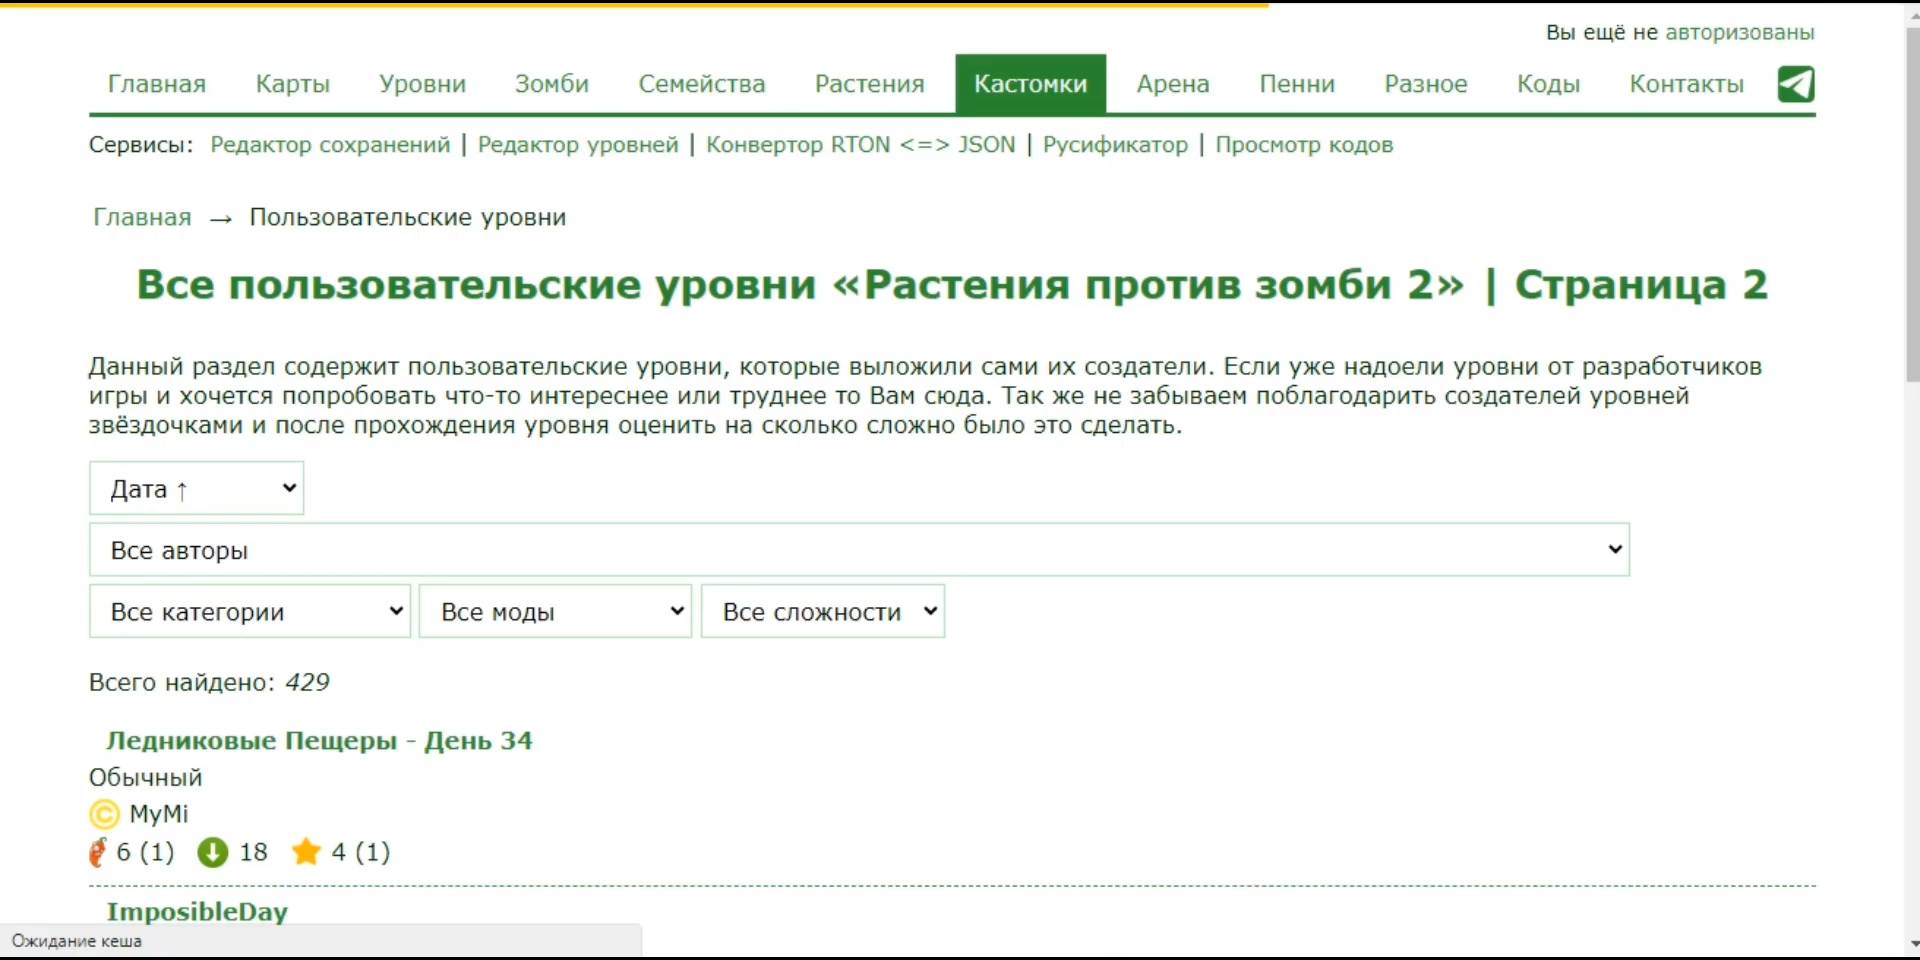 Вы ещё не авторизованы
Главная Карты Уровни Зомби Семейства Растения Кастомки Арена Пенни Разное Коды Контакты
Сервисы: Редактор сохранений | Редактор уровней | Конвертор RTON <=> JSON | Русификатор | Просмотр кодов
Главная → Пользовательские уровни
Все пользовательские уровни «Растения против зомби 2» | Страница 2
Данный раздел содержит пользовательские уровни, которые выложили сами их создатели. Если уже надоели уровни от разработчиков
игры и хочется попробовать что-то интереснее или труднее то Вам сюда. Так же не забываем поблагодарить создателей уровней
звёздочками и после прохождения уровня оценить на сколько сложно было это сделать.
Дата ↑
Все авторы
Все категории Все моды Все сложности
Всего найдено: 429
Ледниковые Пещеры - День 34
Обычный
© MyMi
6 (1) 18 4 (1)
ImposibleDay
Ожидание кеша